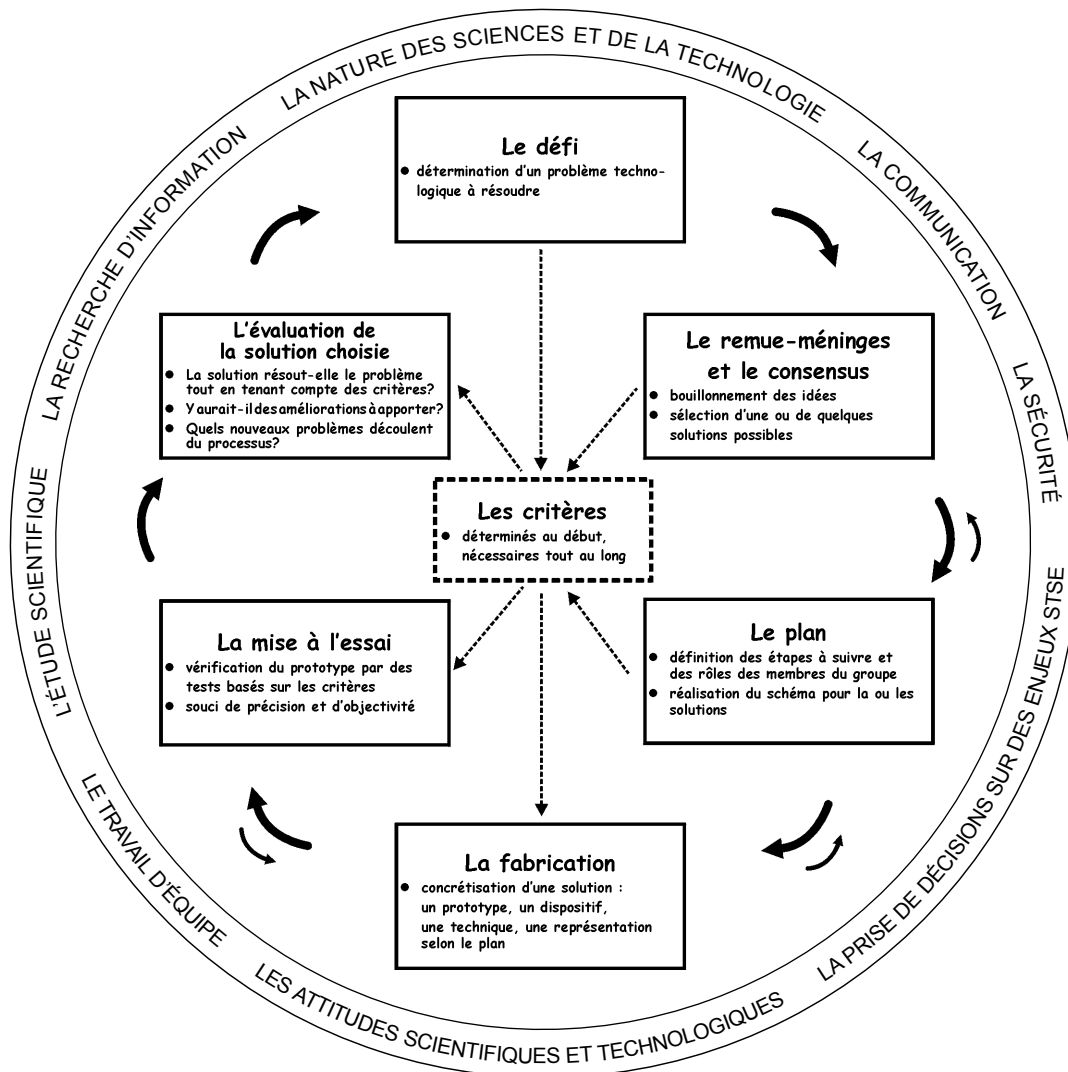 LA NATURE DES SCIENCES ET DE LA TECHNOLOGIE
LA COMMUNICATION
LA SÉCURITÉ
LA PRISE DE DÉCISIONS SUR DES ENJEUX STSE
LES ATTITUDES SCIENTIFIQUES ET TECHNOLOGIQUES
LE TRAVAIL D'ÉQUIPE
L'ÉTUDE SCIENTIFIQUE
LA RECHERCHE D'INFORMATION
Le défi
• détermination d'un problème techno-
logique à résoudre
Le remue-méninges
et le consensus
• bouillonnement des idées
• sélection d'une ou de quelques
solutions possibles
Le plan
• définition des étapes à suivre et
des rôles des membres du groupe
• réalisation du schéma pour la ou les
solutions
La fabrication
• concrétisation d'une solution :
un prototype, un dispositif,
une technique, une représentation
selon le plan
La mise à l'essai
• vérification du prototype par des
tests basés sur les critères
• souci de précision et d'objectivité
L'évaluation de
la solution choisie
• La solution résout-elle le problème
tout en tenant compte des critères?
• Y aurait-il des améliorations à apporter?
• Quels nouveaux problèmes découlent
du processus?
Les critères
• déterminés au début,
nécessaires tout au long